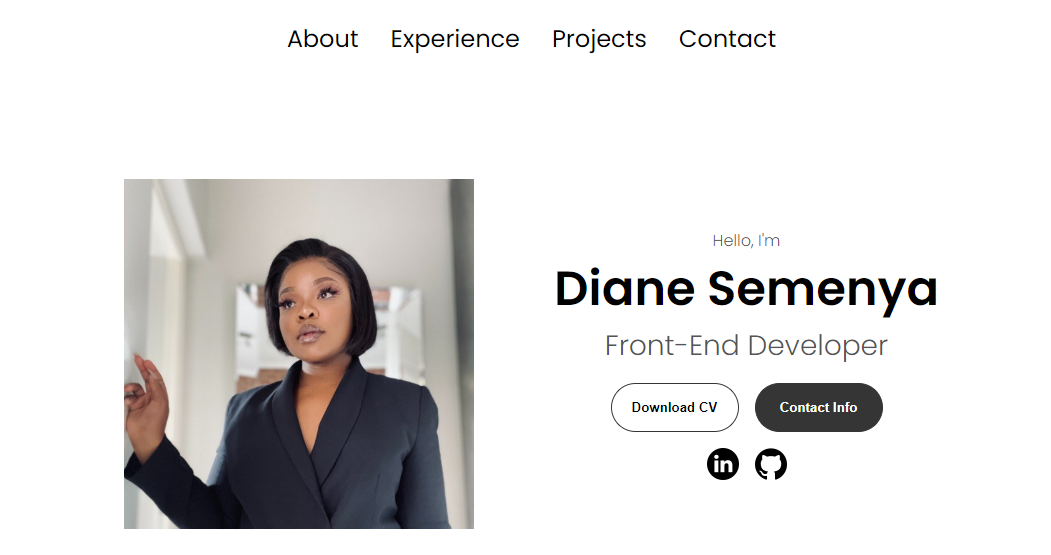 About Experience Projects Contact
Hello, I'm
Diane Semenya
Front-End Developer
Download CV Contact Info
in